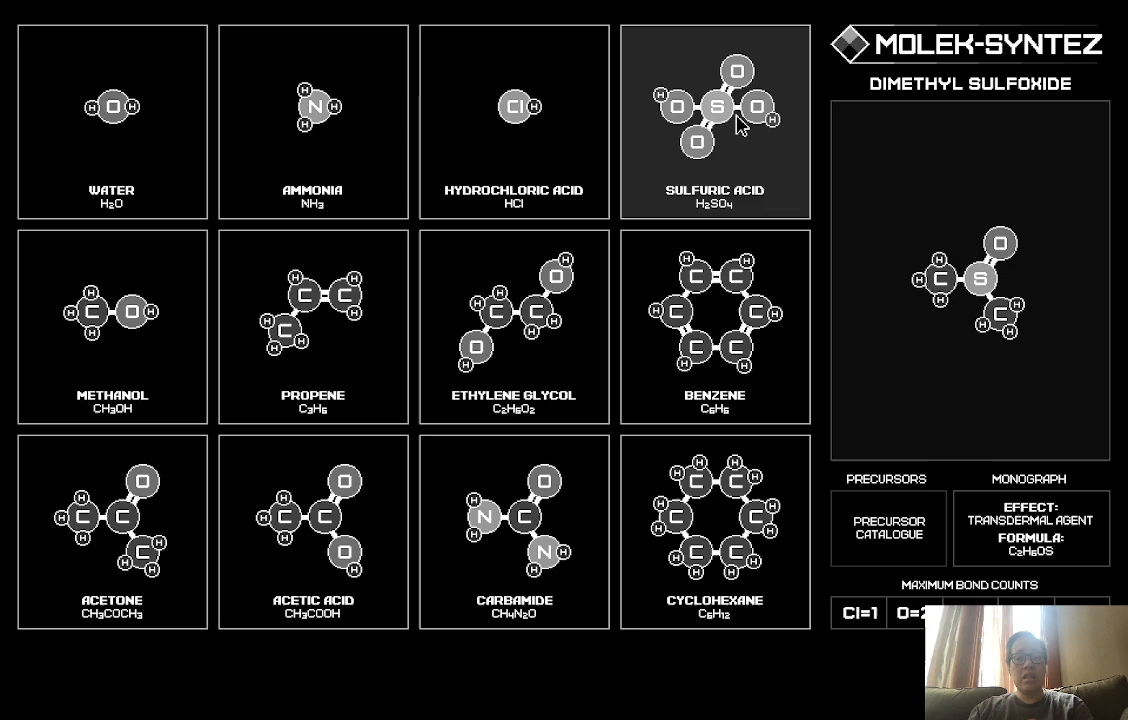 MOLEK-SYNTEZ
DIMETHYL SULFOXIDE
H O H
WATER
H₂O
H
N H
H
AMMONIA
NH₃
Cl H
HYDROCHLORIC ACID
HCl
O
H O S O H
O
SULFURIC ACID
H₂SO₄
H
H C O H
H
METHANOL
CH₃OH
H H
C C
H H
C
H H
PROPENE
C₃H₆
H
O
H H
C C
H H
O
H
ETHYLENE GLYCOL
C₂H₆O₂
H H
C C
H C C H
C C
H H
BENZENE
C₆H₆
O
H
H C C
H
C H
H H
ACETONE
CH₃COCH₃
O
H
H C C
H
O
H
ACETIC ACID
CH₃COOH
O
H
N C
H
N H
H
CARBAMIDE
CH₄N₂O
H H
H C C H
H C C H
H H
H C C H
H H
CYCLOHEXANE
C₆H₁₂
O
H
H C S
H
C H
H H
PRECURSORS
MONOGRAPH
PRECURSOR
CATALOGUE
EFFECT:
TRANSDERMAL AGENT
FORMULA:
C₂H₆OS
MAXIMUM BOND COUNTS
Cl=1 O=2